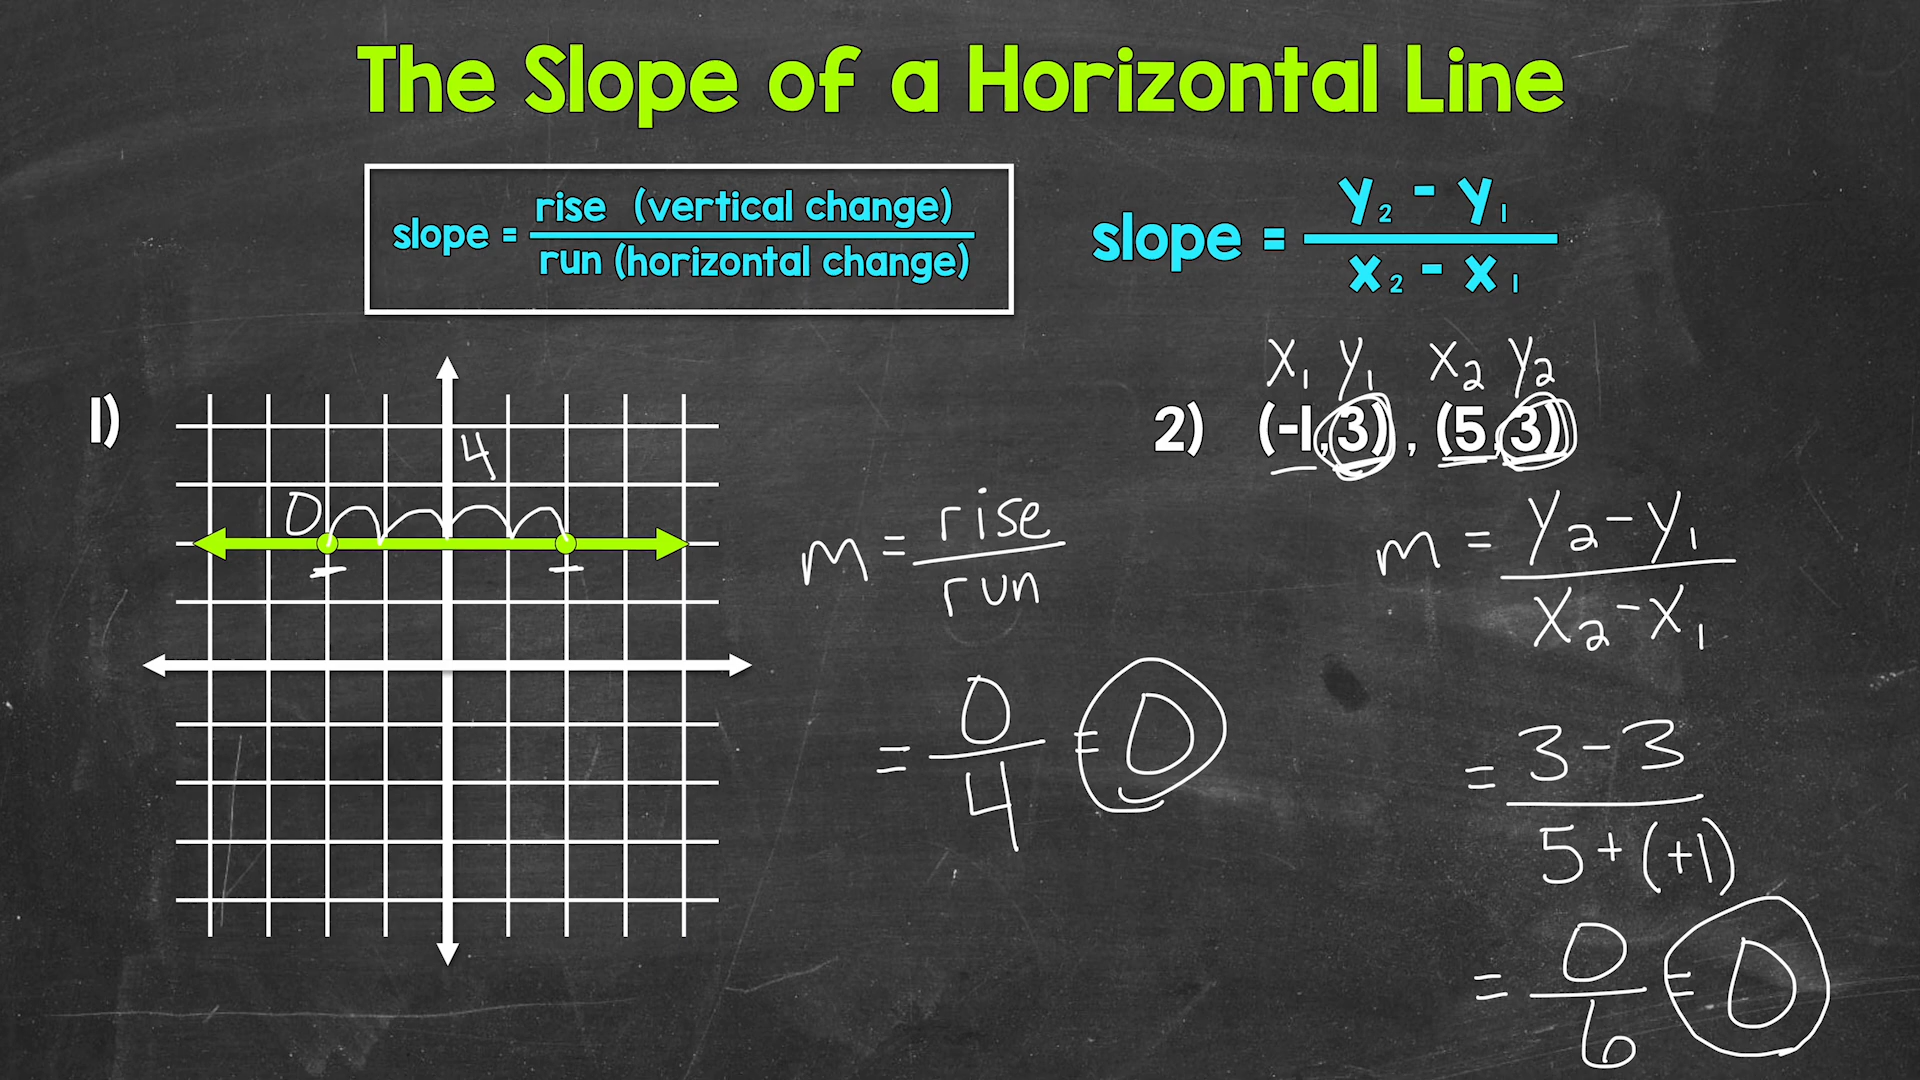 The Slope of a Horizontal Line
slope = rise (vertical change)
run (horizontal change)
slope = y₂ - y₁
x₂ - x₁
1)
4
0
m = rise
run
= 0
4
= 0
x₁ y₁ x₂ y₂
2) (-1, 3) , (5, 3)
m = y₂ - y₁
x₂ - x₁
= 3 - 3
5 + (+1)
= 0
6
= 0